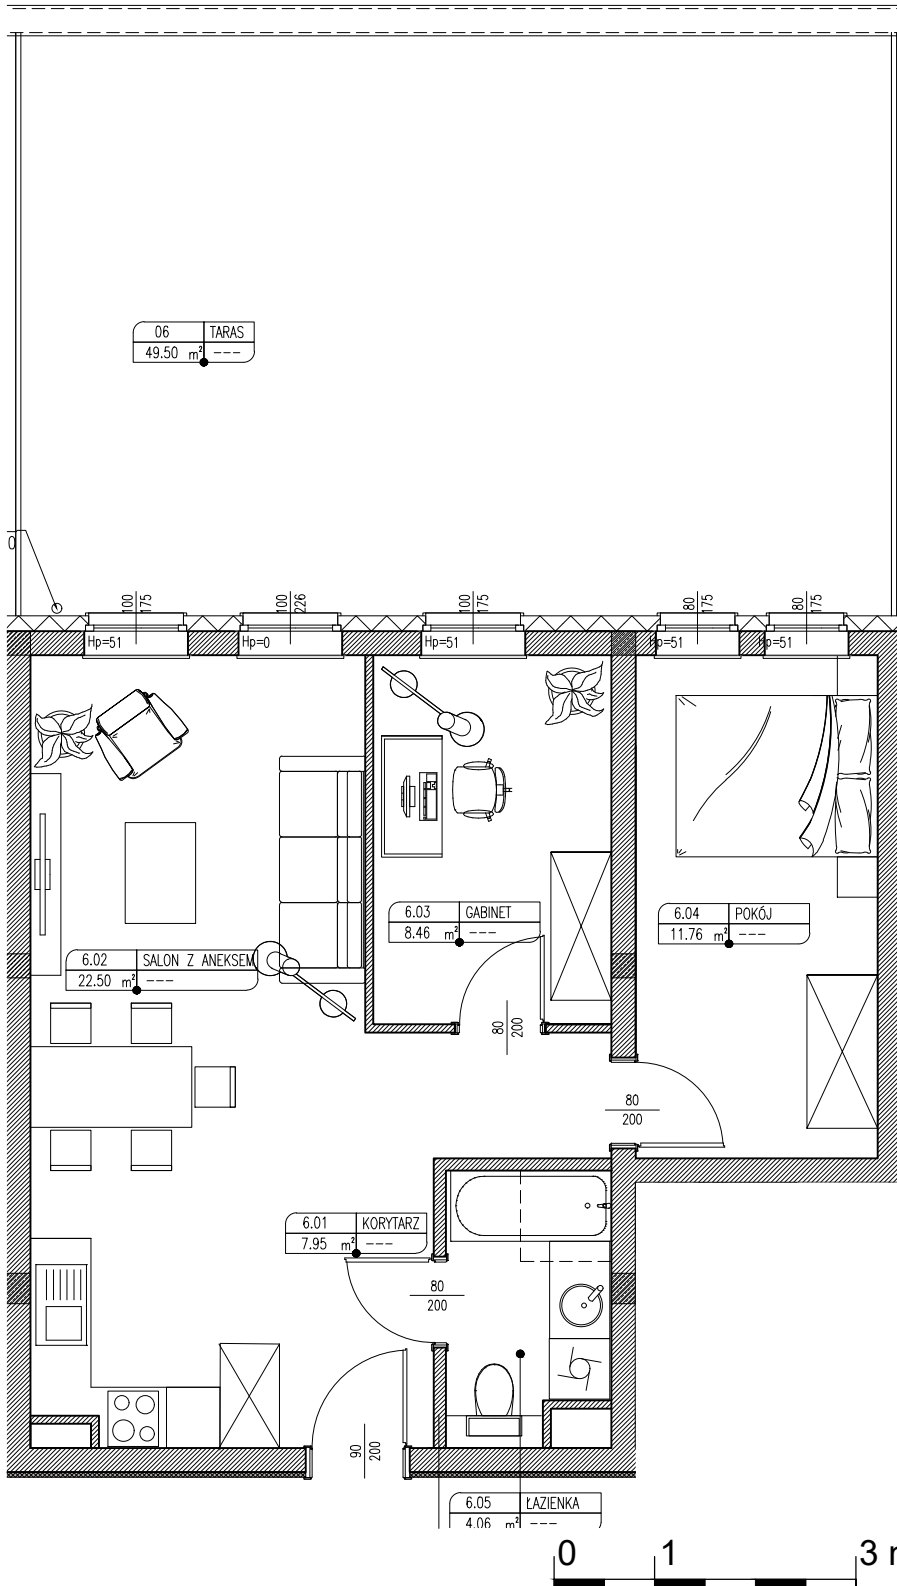 06 TARAS
49.50 m² ---
0
100 175
100 226
100 175
80 175
80 175
Hp=51
Hp=0
Hp=51
Hp=51
Hp=51
6.03 GABINET
8.46 m² ---
6.04 POKÓJ
11.76 m² ---
6.02 SALON Z ANEKSEM
22.50 m² ---
80 200
80
200
6.01 KORYTARZ
7.95 m² ---
80
200
90 200
6.05 ŁAZIENKA
4.06 m² ---
0 1 3 m